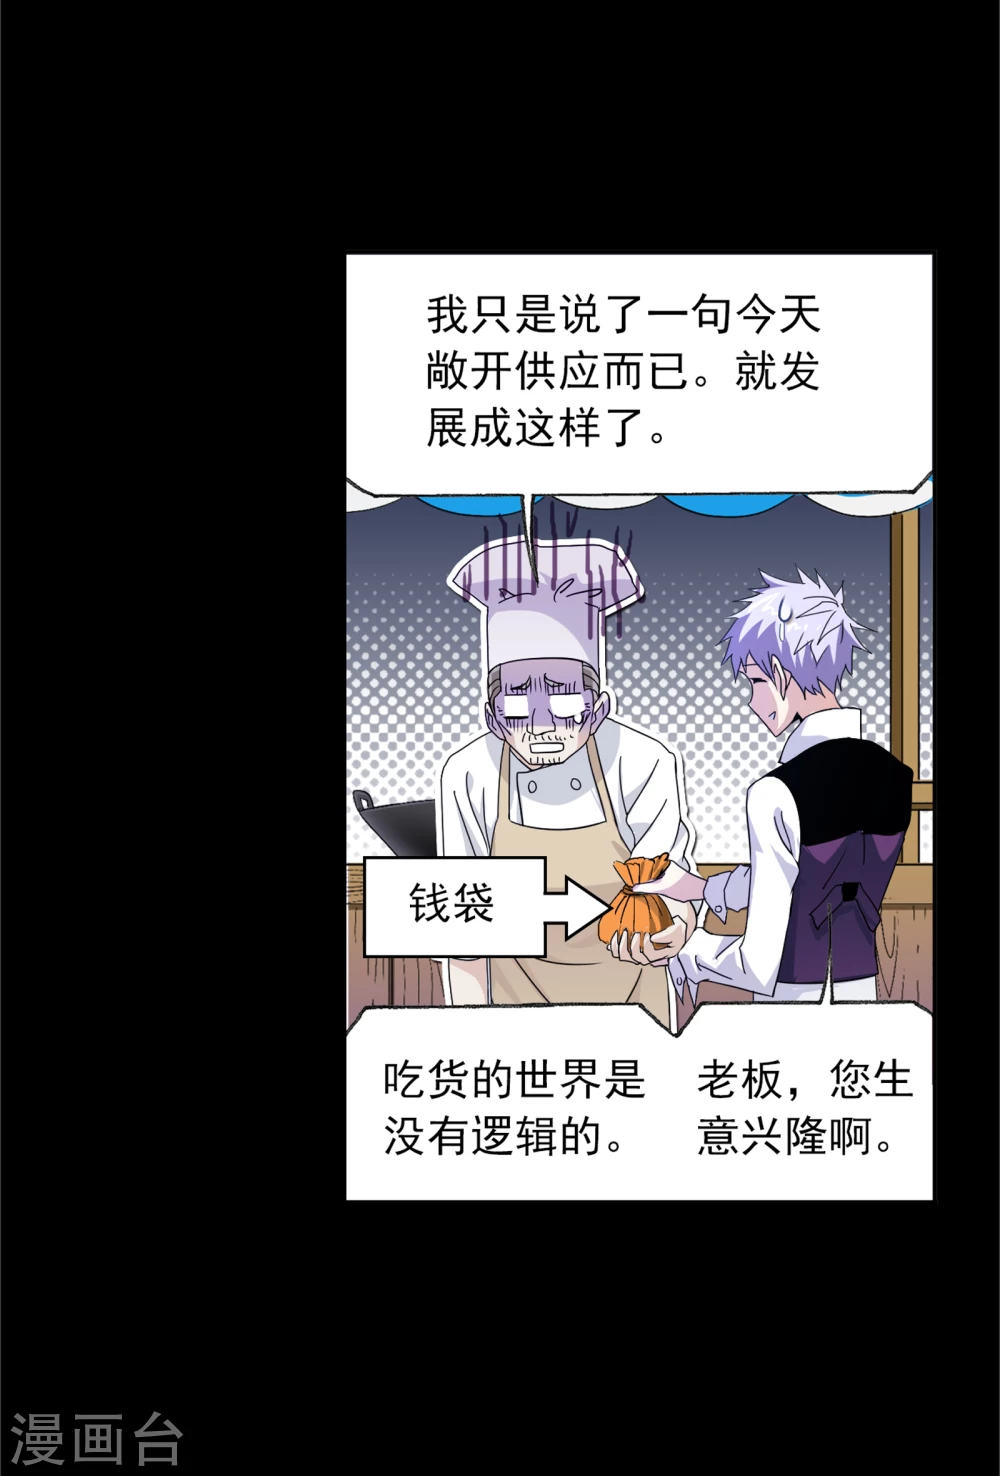 我只是说了一句今天
敞开供应而已。就发
展成这样了。
钱袋
吃货的世界是
没有逻辑的。
老板，您生
意兴隆啊。
漫画台